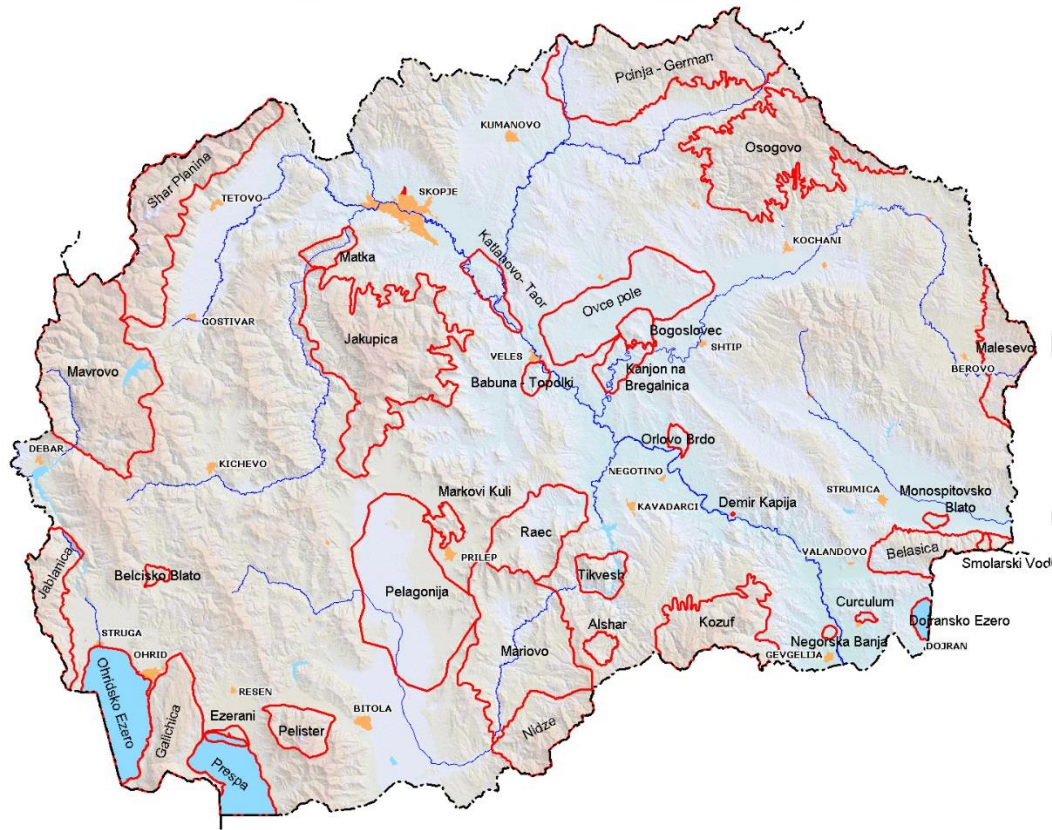 Pcinja - German
KUMANOVO
Osogovo
Shar Planina
TETOVO
SKOPJE
Katlanovo- Taor
KOCHANI
Matka
Ovce pole
GOSTIVAR
Jakupica
Bogoslovec
SHTIP
Malesevo
VELES
Kanjon na
Bregalnica
Mavrovo
Babuna - Topolki
BEROVO
Orlovo Brdo
DEBAR
KICHEVO
NEGOTINO
Markovi Kuli
KAVADARCI
STRUMICA
Monospitovsko
Blato
Demir Kapija
Raec
PRILEP
VALANDOVO
Belasica
Smolarski Vod
Jablanica
Belcisko Blato
Pelagonija
Tikvesh
Curculum
Alshar
Kozuf
Dojransko Ezero
STRUGA
Negorska Banja
DOJRAN
OHRID
Mariovo
GEVGELIJA
Ohridsko Ezero
Galichica
RESEN
Ezerani
BITOLA
Pelister
Nidze
Prespa